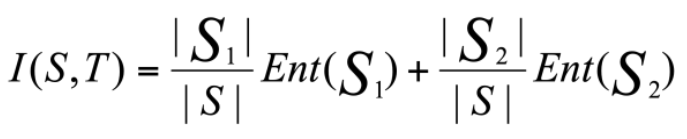 I(S,T) = |S₁| / |S| Ent(S₁) + |S₂| / |S| Ent(S₂)